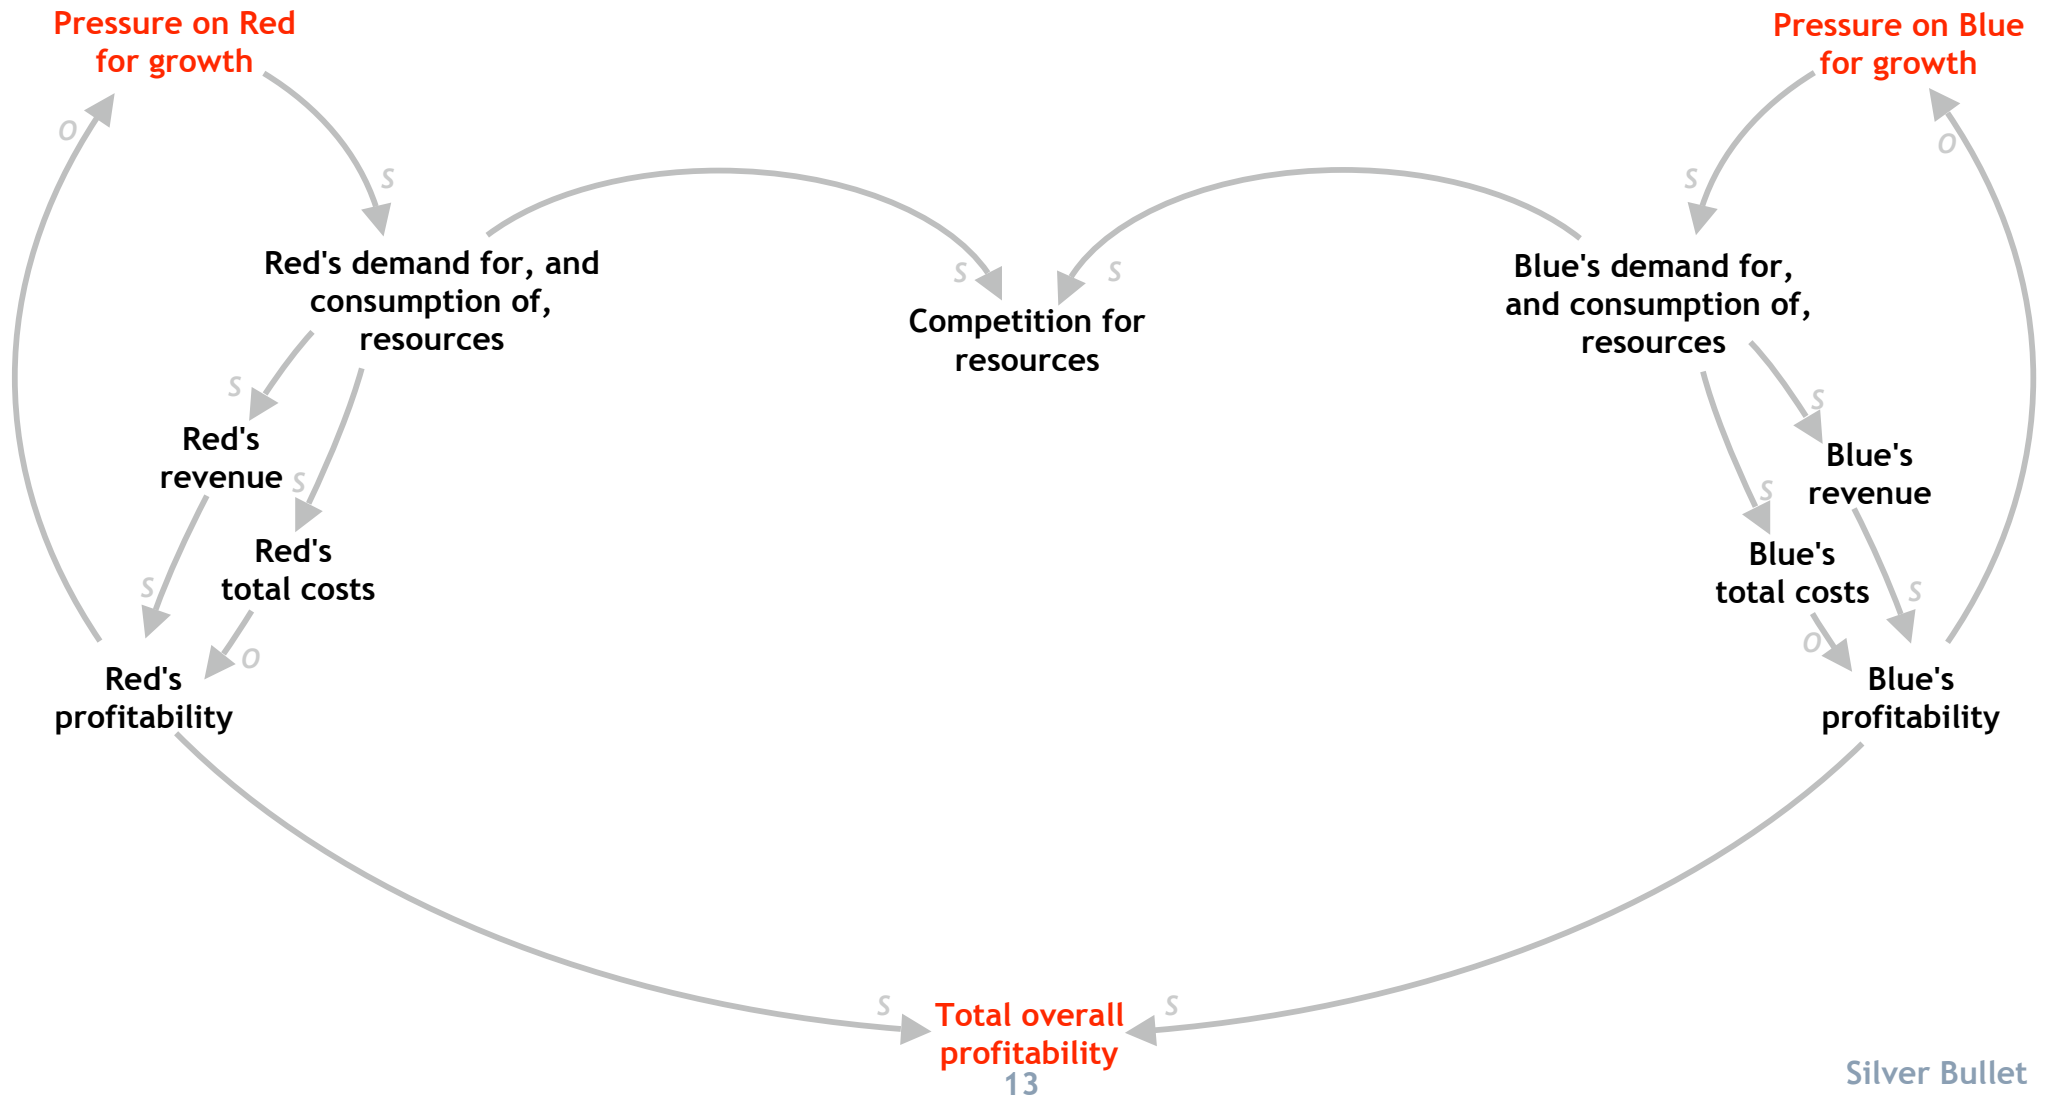 Pressure on Red
for growth
Pressure on Blue
for growth
O
O
S
S
Red's demand for, and
consumption of,
resources
S
S
Competition for
resources
Blue's demand for,
and consumption of,
resources
S
S
Red's
revenue
S
S
Blue's
revenue
Red's
total costs
Blue's
total costs
S
O
O
S
Red's
profitability
Blue's
profitability
S
S
Total overall
profitability
13
Silver Bullet